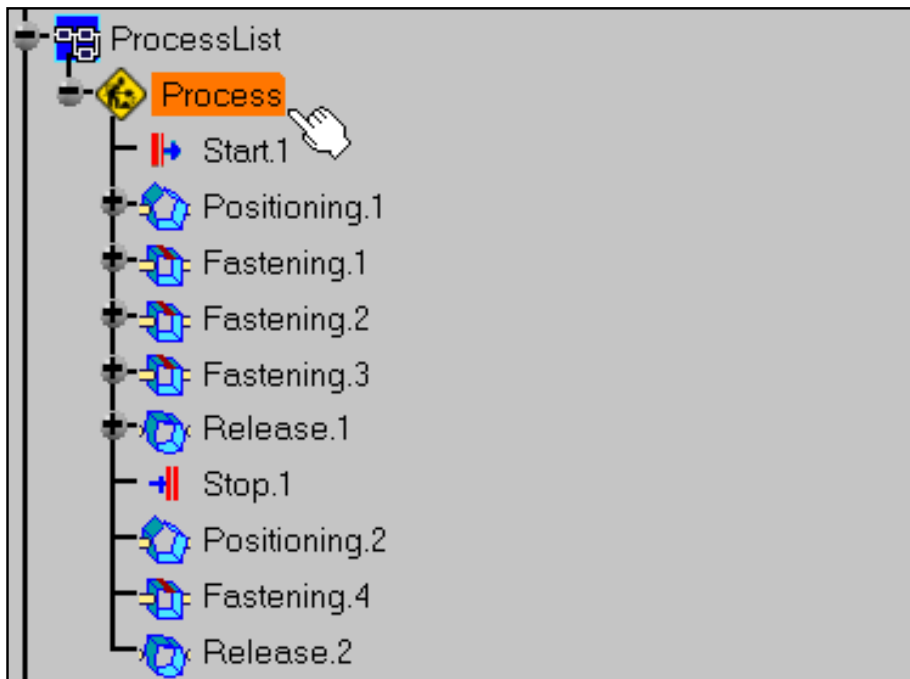 ProcessList
Process
Start.1
Positioning.1
Fastening.1
Fastening.2
Fastening.3
Release.1
Stop.1
Positioning.2
Fastening.4
Release.2